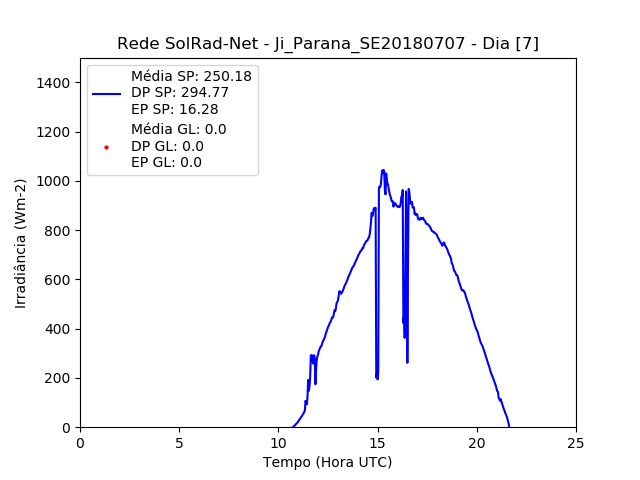 Rede SolRad-Net - Ji_Parana_SE20180707 - Dia [7]
Média SP: 250.18
DP SP: 294.77
EP SP: 16.28
Média GL: 0.0
DP GL: 0.0
EP GL: 0.0
Irradiância (Wm-2)
1400
1200
1000
800
600
400
200
0
0 5 10 15 20 25
Tempo (Hora UTC)